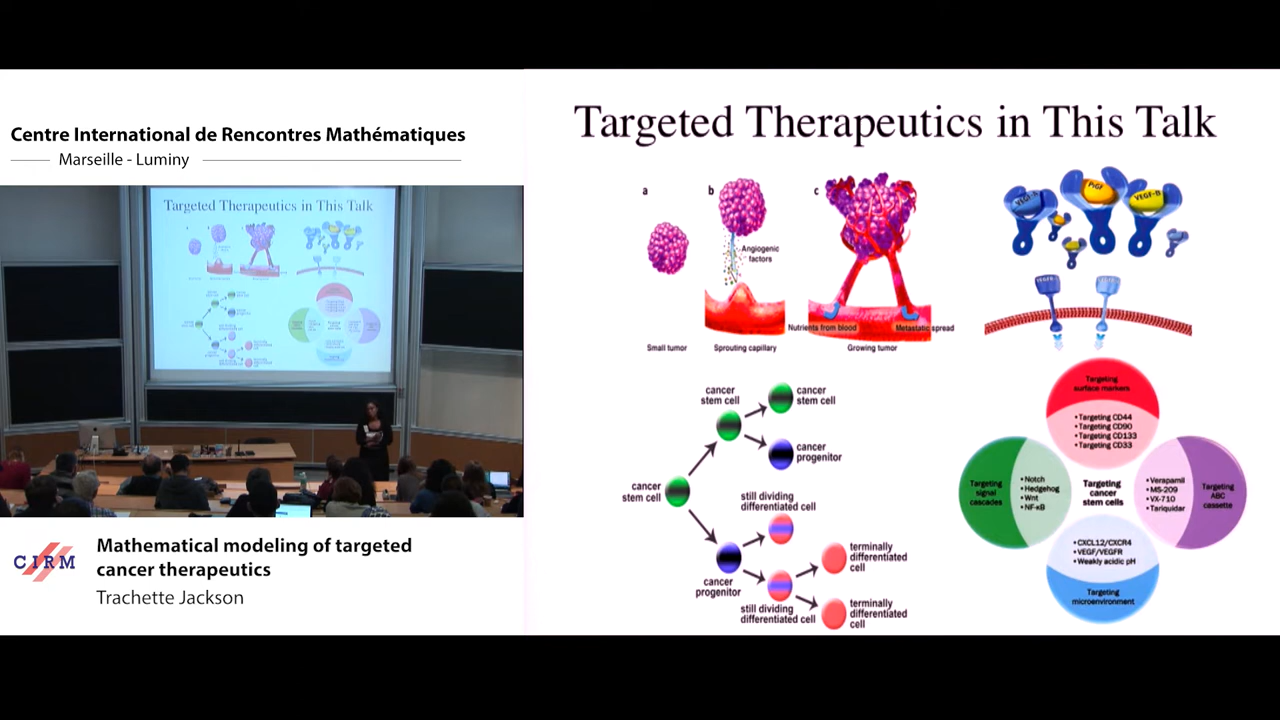 Centre International de Rencontres Mathématiques
Marseille - Luminy
Targeted Therapeutics in This Talk
CIRM
Mathematical modeling of targeted
cancer therapeutics
Trachette Jackson
Targeted Therapeutics in This Talk
a
b
c
Angiogenic
factors
Nutrients from blood
Metastatic spread
Small tumor
Sprouting capillary
Growing tumor
VEGF-A
PlGF
VEGF-B
cancer
stem cell
cancer
stem cell
cancer
stem cell
cancer
progenitor
cancer
progenitor
still dividing
differentiated cell
still dividing
differentiated cell
terminally
differentiated
cell
terminally
differentiated
cell
Targeting
surface markers
• Targeting CD44
• Targeting CD90
• Targeting CD133
• Targeting CD33
Targeting
signal
cascades
• Notch
• Hedgehog
• Wnt
• NF-κB
Targeting
cancer
stem cells
• Verapamil
• MS-209
• VX-710
• Tariquidar
Targeting
ABC
cassette
• CXCL12/CXCR4
• VEGF/VEGFR
• Weakly acidic pH
Targeting
microenvironment